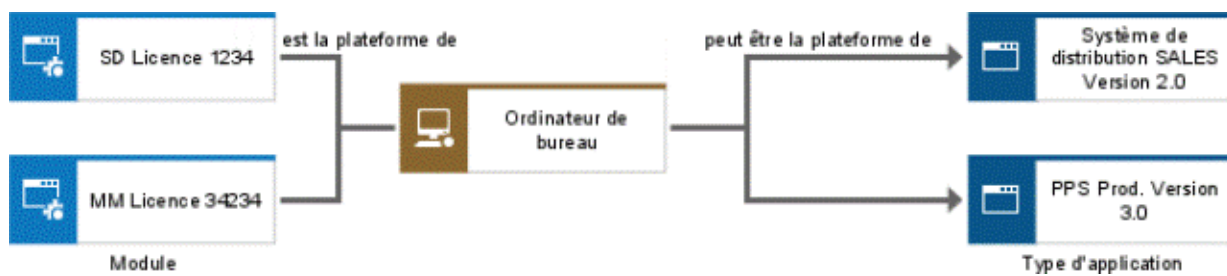 SD Licence 1234
est la plateforme de
peut être la plateforme de
Système de
distribution SALES
Version 2.0
Ordinateur de
bureau
MM Licence 34234
PPS Prod. Version
3.0
Module
Type d'application